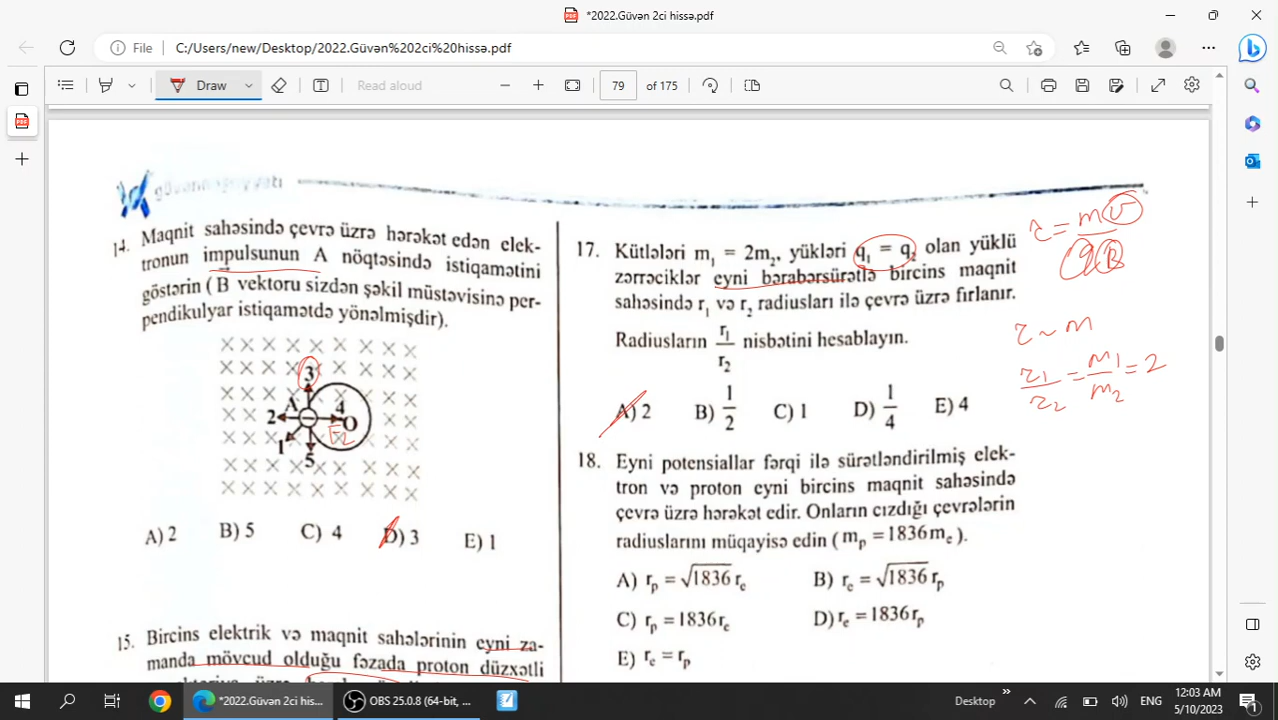 *2022.Güvən 2ci hissə.pdf
File C:/Users/new/Desktop/2022.Güvən%202ci%20hissə.pdf
Draw Read aloud 79 of 175
14. Maqnit sahəsində çevrə üzrə hərəkət edən elek-
tronun impulsunun A nöqtəsində istiqamətini
göstərin ( B vektoru sizdən şəkil müstəvisinə per-
pendikulyar istiqamətdə yönəlmişdir).
3
A 4
2 O
F2
1
5
A) 2 B) 5 C) 4 D) 3 E) 1
15. Bircins elektrik və maqnit sahələrinin eyni za-
manda mövcud olduğu fəzada proton düzxətli
17. Kütlələri m₁ = 2m₂, yükləri q₁ = q₂ olan yüklü
zərrəciklər eyni bərabərsürətlə bircins maqnit
sahəsində r₁ və r₂ radiusları ilə çevrə üzrə fırlanır.
Radiusların r₁/r₂ nisbətini hesablayın.
A) 2 B) 1/2 C) 1 D) 1/4 E) 4
18. Eyni potensiallar fərqi ilə sürətləndirilmiş elek-
tron və proton eyni bircins maqnit sahəsində
çevrə üzrə hərəkət edir. Onların cızdığı çevrələrin
radiuslarını müqayisə edin ( mₚ = 1836mₑ ).
A) rₚ = √1836 rₑ B) rₑ = √1836 rₚ
C) rₚ = 1836rₑ D) rₑ = 1836rₚ
E) rₑ = rₚ
r = mv/qB
r ~ m
r₁/r₂ = m₁/m₂ = 2
*2022.Güvən 2ci his... OBS 25.0.8 (64-bit, ... Desktop ENG 12:03 AM
5/10/2023